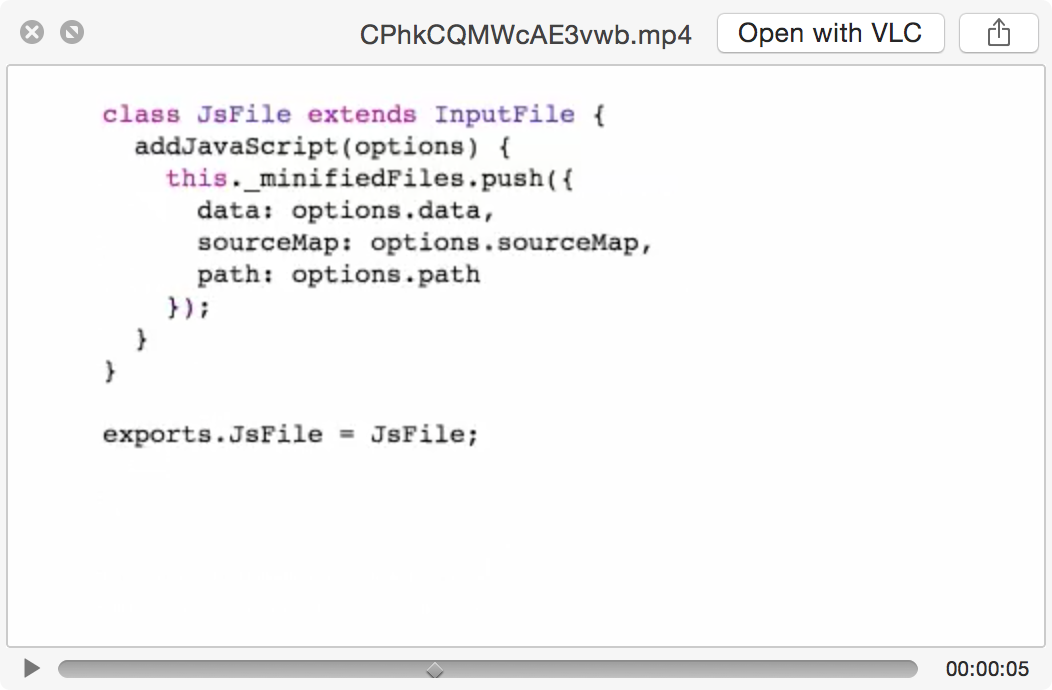 CPhkCQMWcAE3vwb.mp4
Open with VLC
class JsFile extends InputFile {
  addJavaScript(options) {
    this._minifiedFiles.push({
      data: options.data,
      sourceMap: options.sourceMap,
      path: options.path
    });
  }
}

exports.JsFile = JsFile;
00:00:05